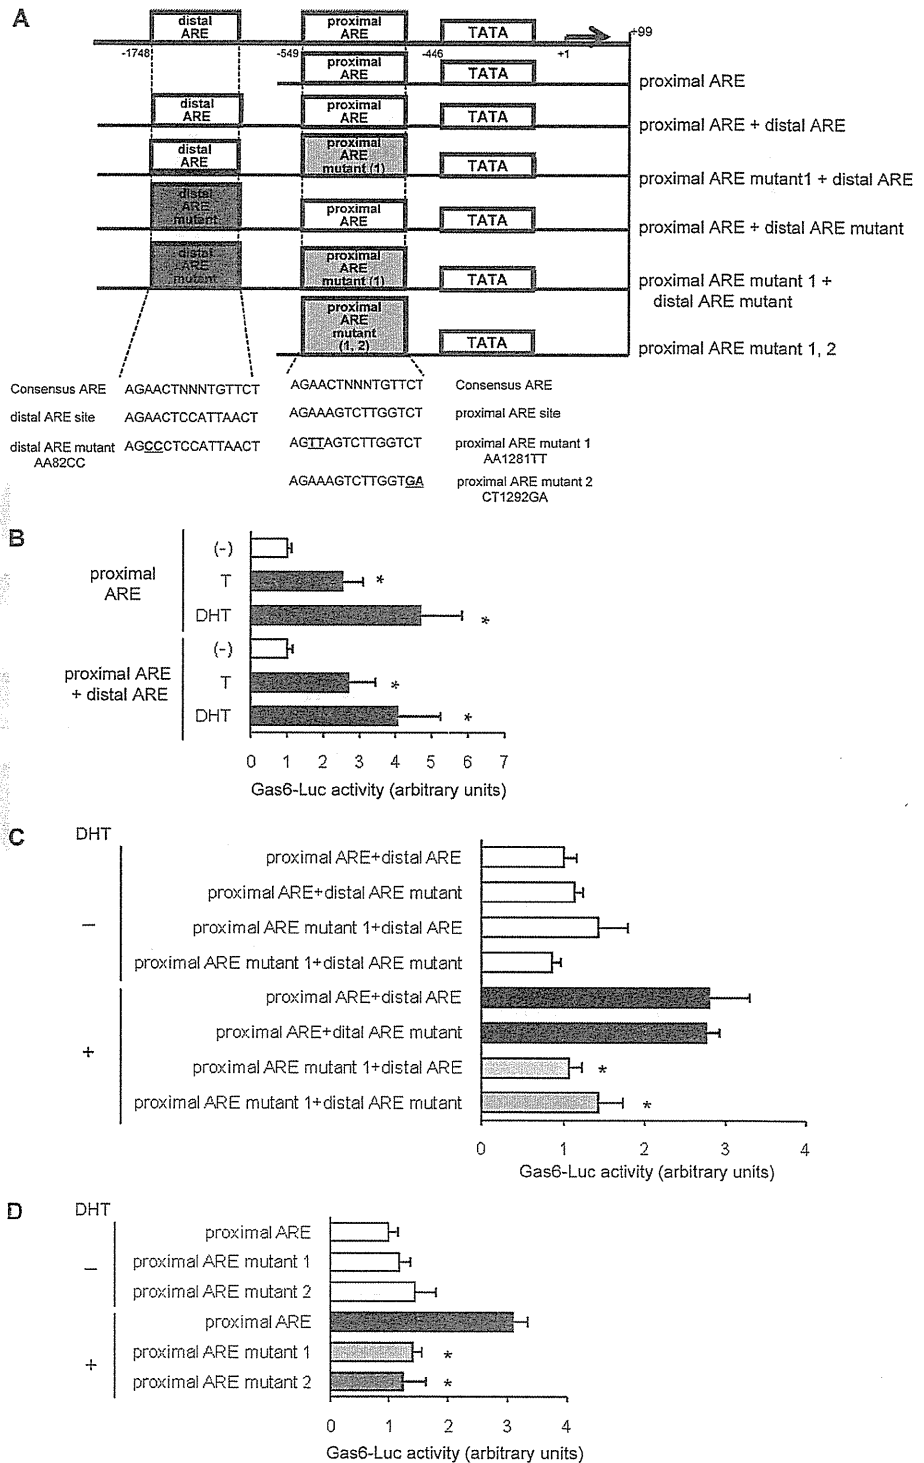 A
distal
ARE
proximal
ARE
TATA
+99
-1748
-549
-446
+1
proximal
ARE
TATA
proximal ARE
distal
ARE
proximal
ARE
TATA
proximal ARE + distal ARE
distal
ARE
proximal
ARE
mutant (1)
TATA
proximal ARE mutant1 + distal ARE
distal
ARE
mutant
proximal
ARE
TATA
proximal ARE + distal ARE mutant
distal
ARE
mutant
proximal
ARE
mutant (1)
TATA
proximal ARE mutant 1 +
distal ARE mutant
proximal
ARE
mutant
(1, 2)
TATA
proximal ARE mutant 1, 2
Consensus ARE AGAACTNNNTGTTCT
distal ARE site AGAACTCCATTAACT
distal ARE mutant AGCCCTCCATTAACT
AA82CC
AGAACTNNNTGTTCT Consensus ARE
AGAAAGTCTTGGTCT proximal ARE site
AGTTAGTCTTGGTCT proximal ARE mutant 1
AA1281TT
AGAAAGTCTTGGTGA proximal ARE mutant 2
CT1292GA
B
proximal
ARE
(-)
T *
DHT *
proximal ARE
+ distal ARE
(-)
T *
DHT *
0 1 2 3 4 5 6 7
Gas6-Luc activity (arbitrary units)
C
DHT
−
proximal ARE+distal ARE
proximal ARE+distal ARE mutant
proximal ARE mutant 1+distal ARE
proximal ARE mutant 1+distal ARE mutant
+
proximal ARE+distal ARE
proximal ARE+dital ARE mutant
proximal ARE mutant 1+distal ARE *
proximal ARE mutant 1+distal ARE mutant *
0 1 2 3 4
Gas6-Luc activity (arbitrary units)
D
DHT
−
proximal ARE
proximal ARE mutant 1
proximal ARE mutant 2
+
proximal ARE
proximal ARE mutant 1 *
proximal ARE mutant 2 *
0 1 2 3 4
Gas6-Luc activity (arbitrary units)